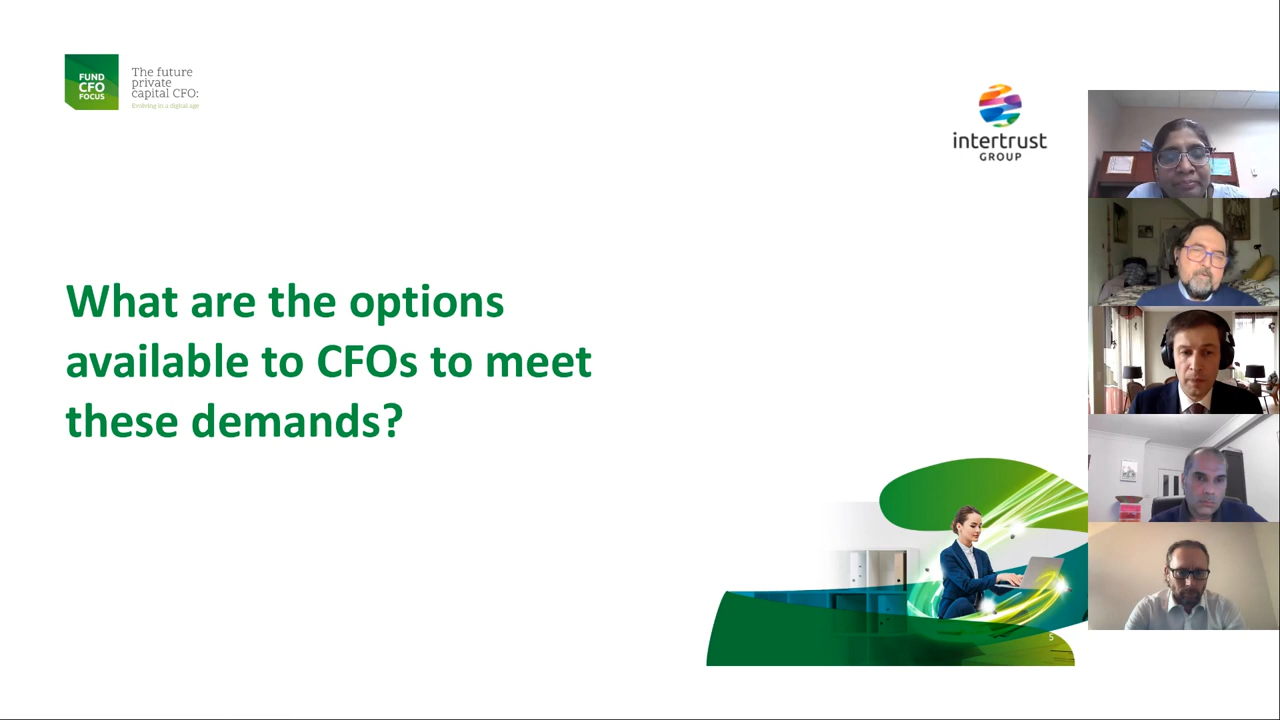 FUND
CFO
FOCUS
The future
private
capital CFO:
Evolving in a digital age
intertrust
GROUP
What are the options
available to CFOs to meet
these demands?
5